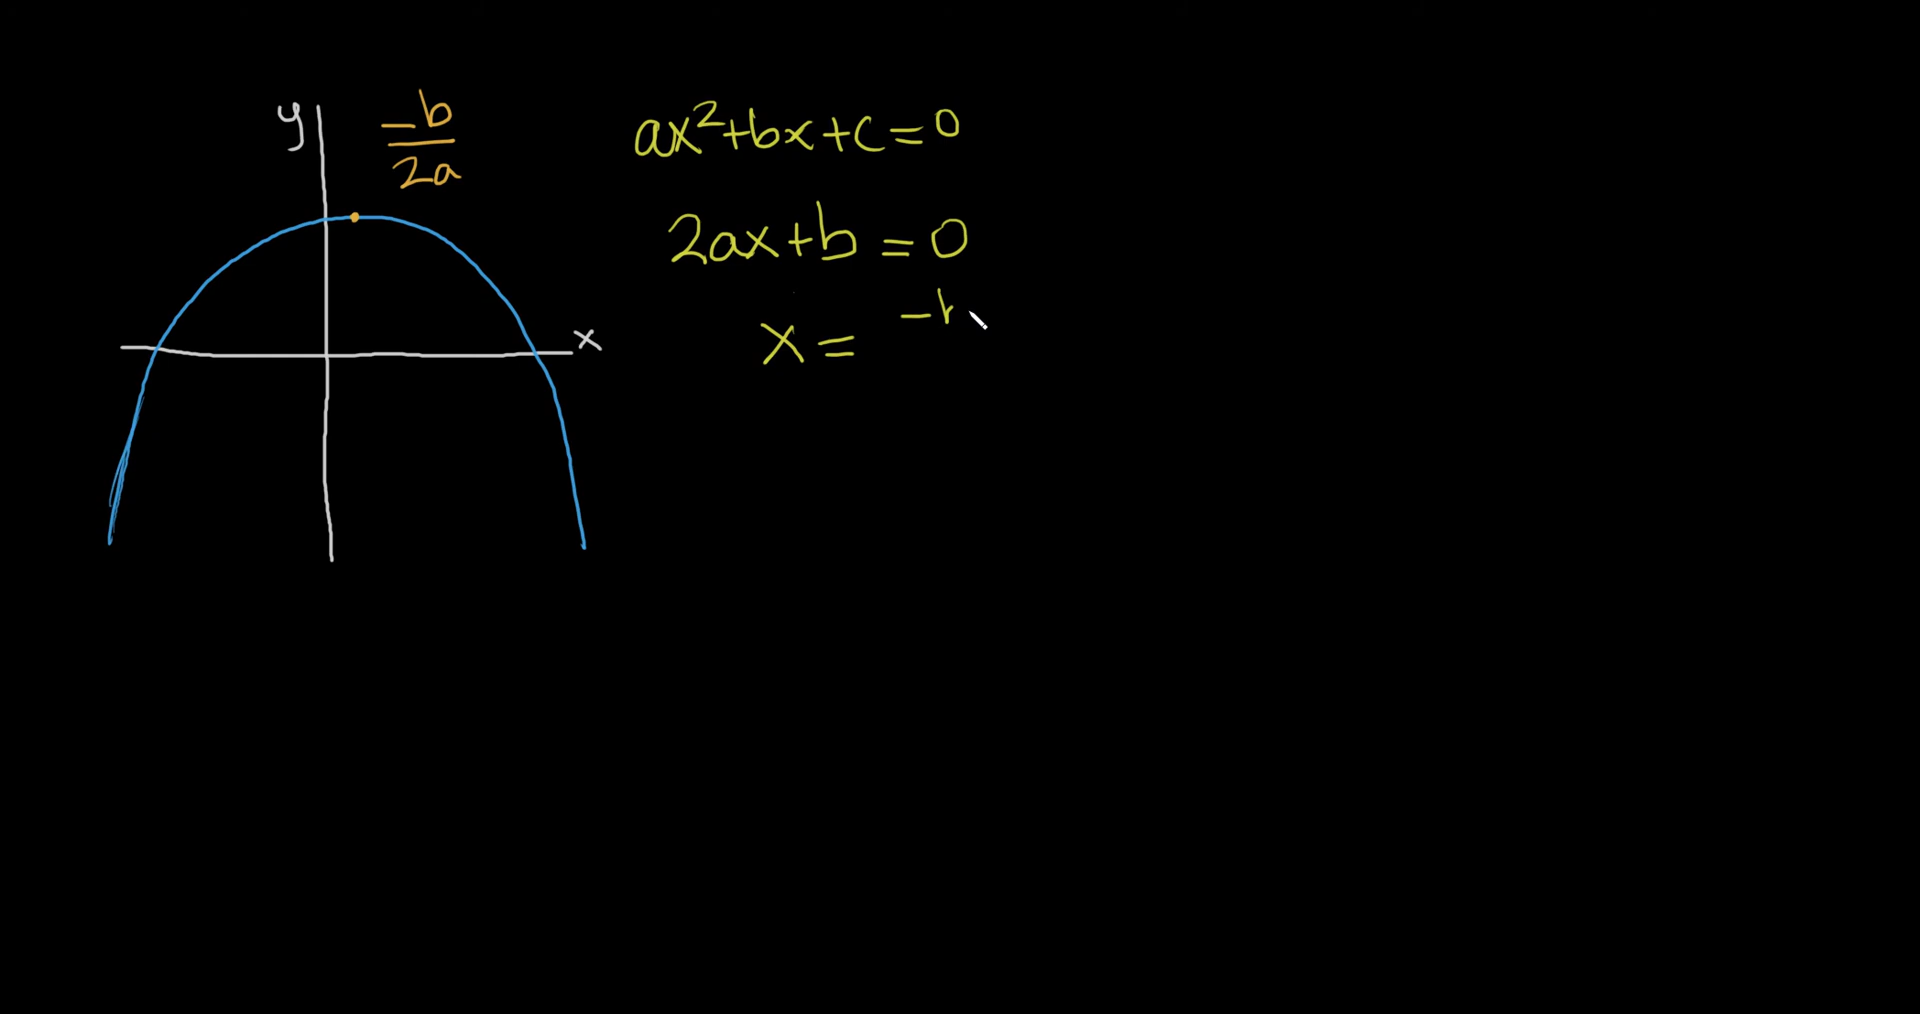 y
-b
2a
x
ax²+bx+c=0
2ax+b=0
x=